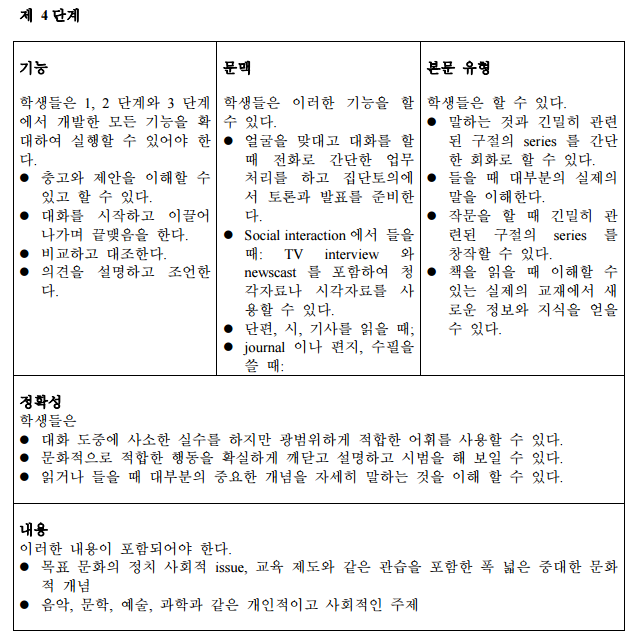 제 4단계
기능
학생들은 1, 2 단계와 3 단계
에서 개발한 모든 기능을 확
대하여 실행할 수 있어야 한
다.
● 충고와 제안을 이해할 수
있고 할 수 있다.
● 대화를 시작하고 이끌어
나가며 끝맺음을 한다.
● 비교하고 대조한다.
● 의견을 설명하고 조언한
다.
문맥
학생들은 이러한 기능을 할
수 있다.
● 얼굴을 맞대고 대화를 할
때 전화로 간단한 업무
처리를 하고 집단토의에
서 토론과 발표를 준비한
다.
● Social interaction 에서 들을
때: TV interview 와
newscast 를 포함하여 청
각자료나 시각자료를 사
용할 수 있다.
● 단편, 시, 기사를 읽을 때;
● journal 이나 편지, 수필을
쓸 때:
본문 유형
학생들은 할 수 있다.
● 말하는 것과 긴밀히 관련
된 구절의 series 를 간단
한 회화로 할 수 있다.
● 들을 때 대부분의 실제의
말을 이해한다.
● 작문을 할 때 긴밀히 관
련된 구절의 series 를
창작할 수 있다.
● 책을 읽을 때 이해할 수
있는 실제의 교재에서 새
로운 정보와 지식을 얻을
수 있다.
정확성
학생들은
● 대화 도중에 사소한 실수를 하지만 광범위하게 적합한 어휘를 사용할 수 있다.
● 문화적으로 적합한 행동을 확실하게 깨닫고 설명하고 시범을 해 보일 수 있다.
● 읽거나 들을 때 대부분의 중요한 개념을 자세히 말하는 것을 이해 할 수 있다.
내용
이러한 내용이 포함되어야 한다.
● 목표 문화의 정치 사회적 issue, 교육 제도와 같은 관습을 포함한 폭 넓은 중대한 문화
적 개념
● 음악, 문학, 예술, 과학과 같은 개인적이고 사회적인 주제